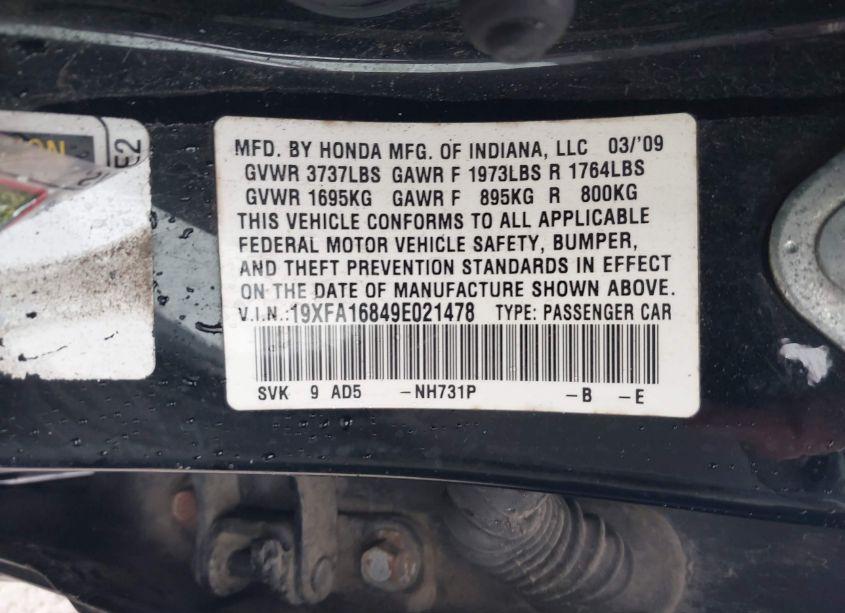 ON
E2
MFD. BY HONDA MFG. OF INDIANA, LLC 03/'09
GVWR 3737LBS GAWR F 1973LBS R 1764LBS
GVWR 1695KG GAWR F 895KG R 800KG
THIS VEHICLE CONFORMS TO ALL APPLICABLE
FEDERAL MOTOR VEHICLE SAFETY, BUMPER,
AND THEFT PREVENTION STANDARDS IN EFFECT
ON THE DATE OF MANUFACTURE SHOWN ABOVE.
V.I.N.:19XFA16849E021478 TYPE: PASSENGER CAR
SVK 9 AD5 -NH731P -B -E